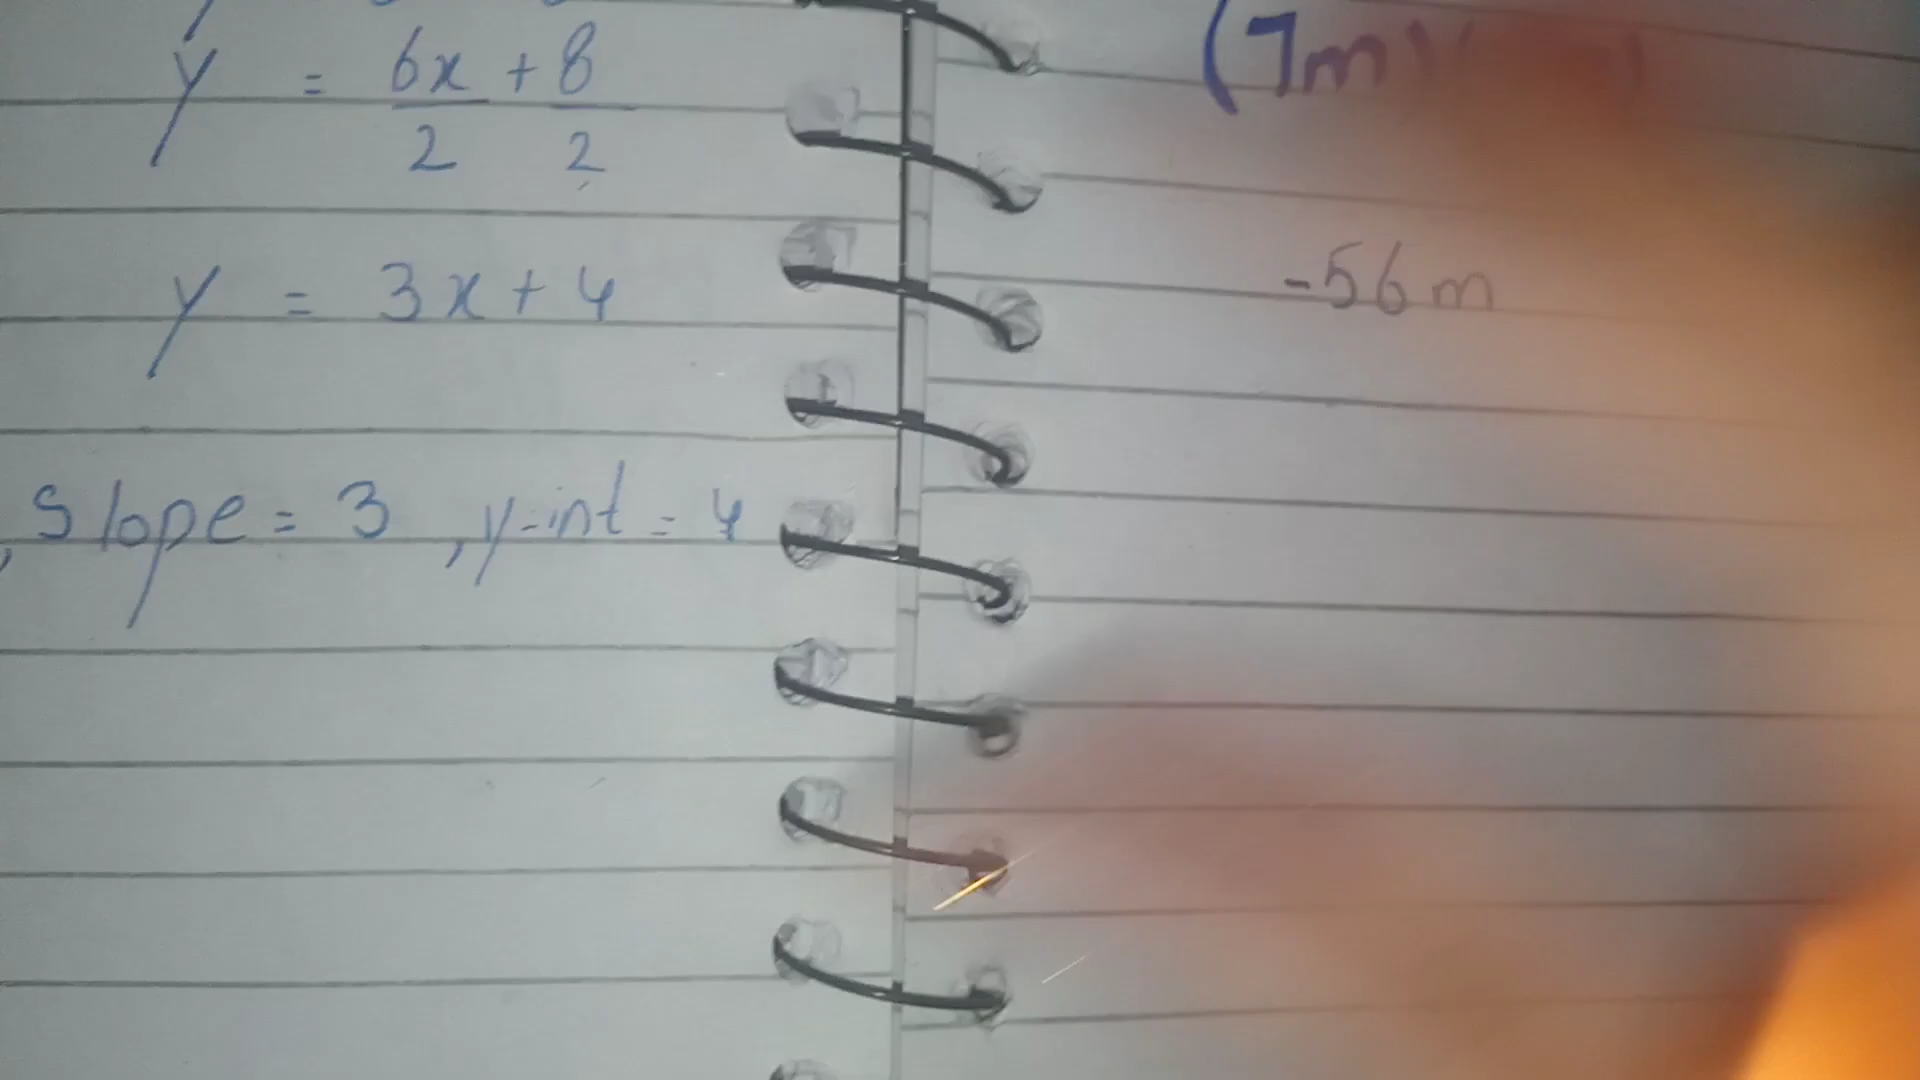 y = 6x/2 + 8/2
y = 3x + 4
, Slope = 3 , y-int = 4
(7m)
-56m